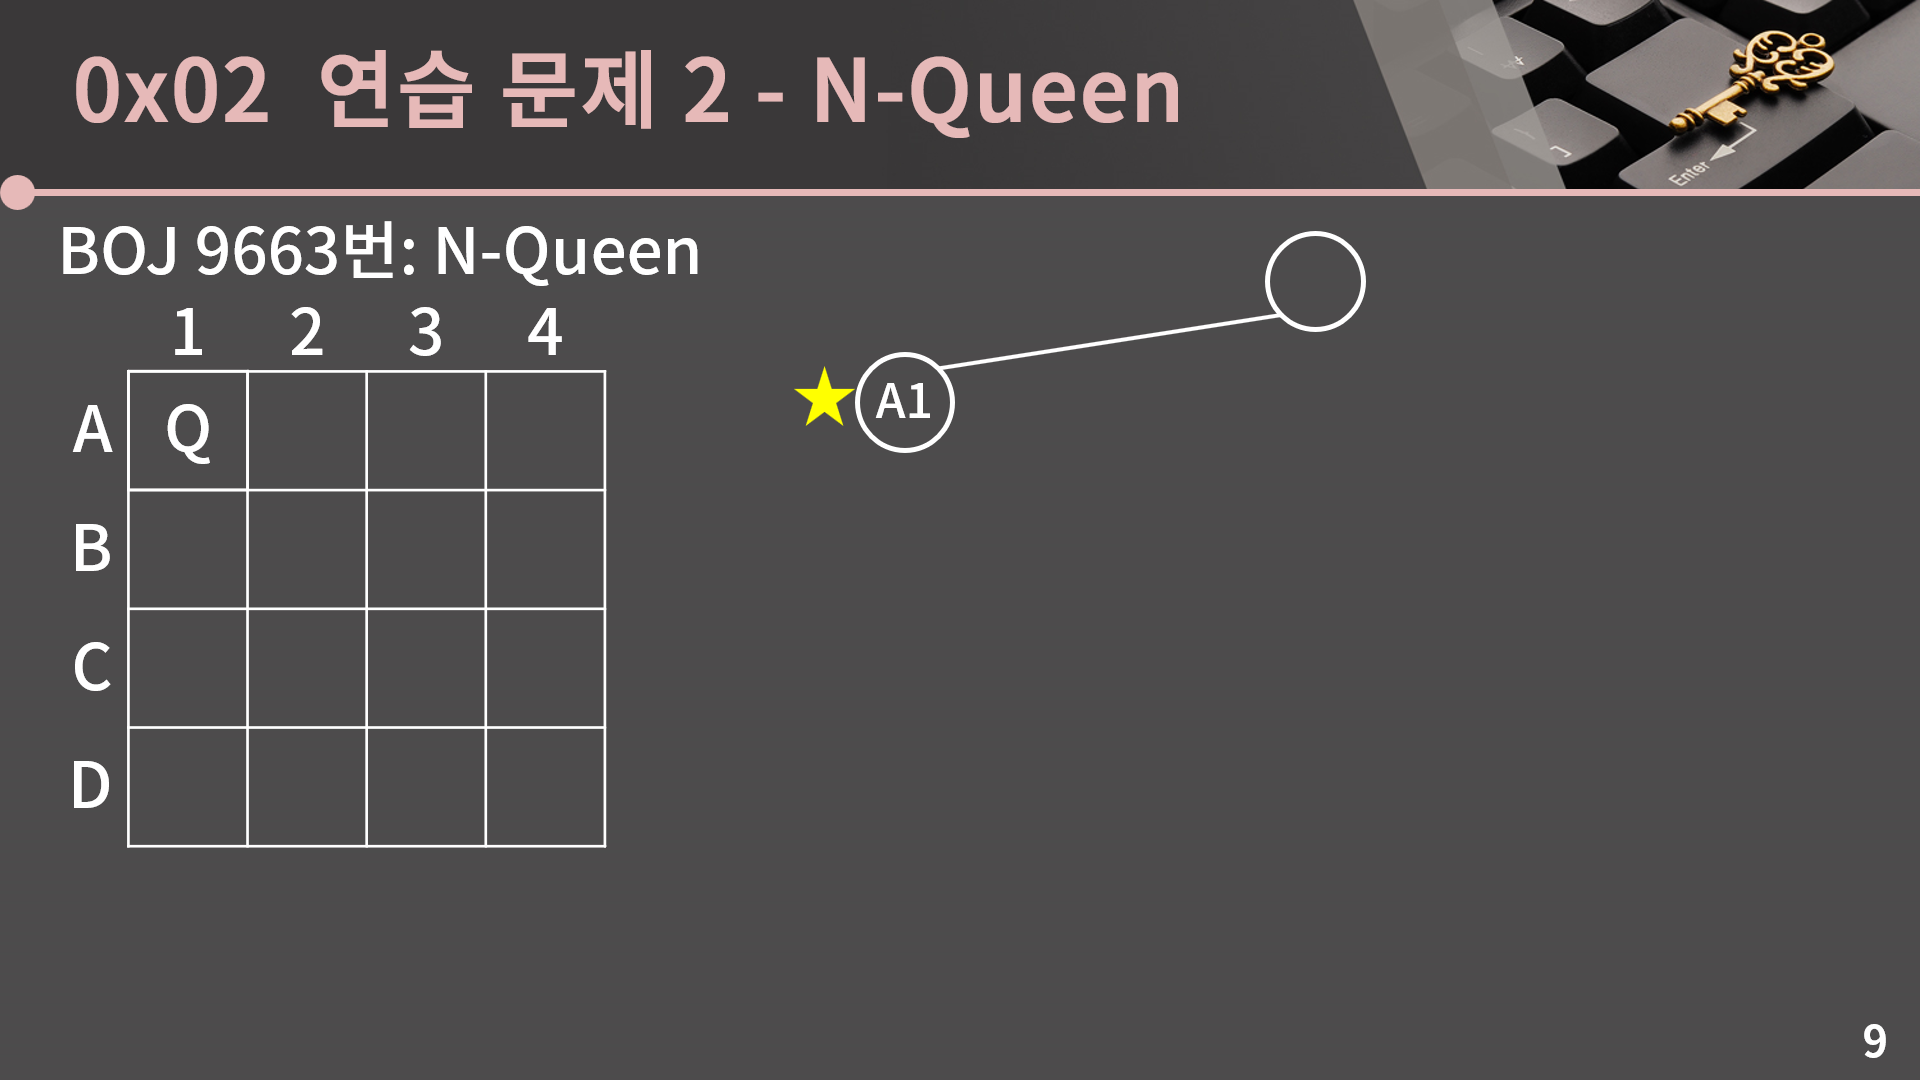 0x02 연습 문제 2 - N-Queen
Enter
BOJ 9663번: N-Queen
1 2 3 4
A Q
B
C
D
A1
9